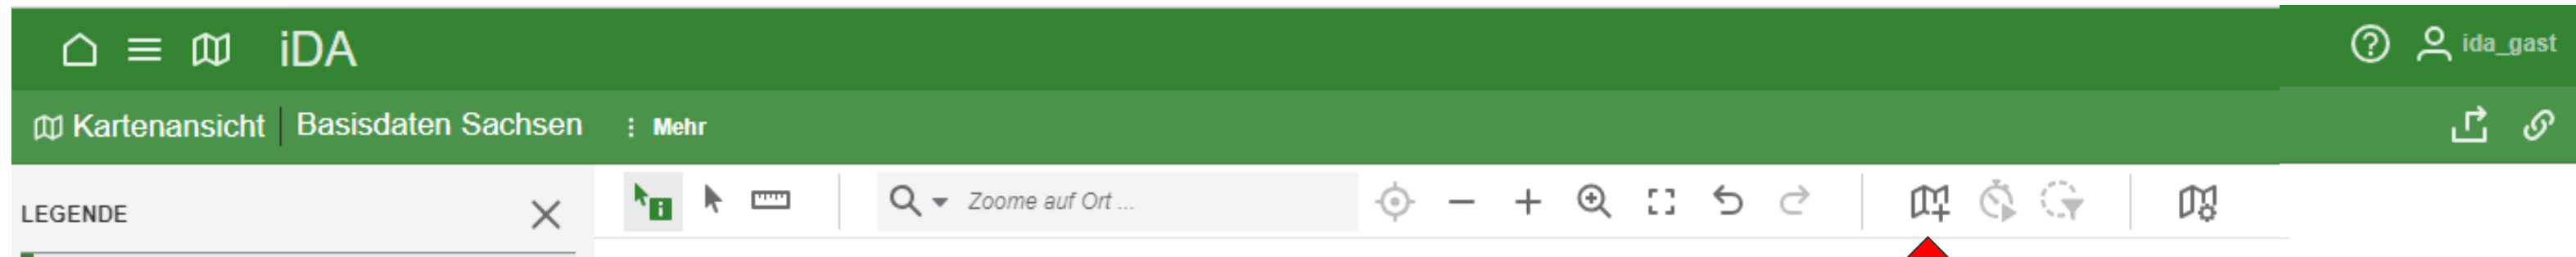 iDA
ida_gast
Kartenansicht Basisdaten Sachsen Mehr
LEGENDE
Zoome auf Ort ...